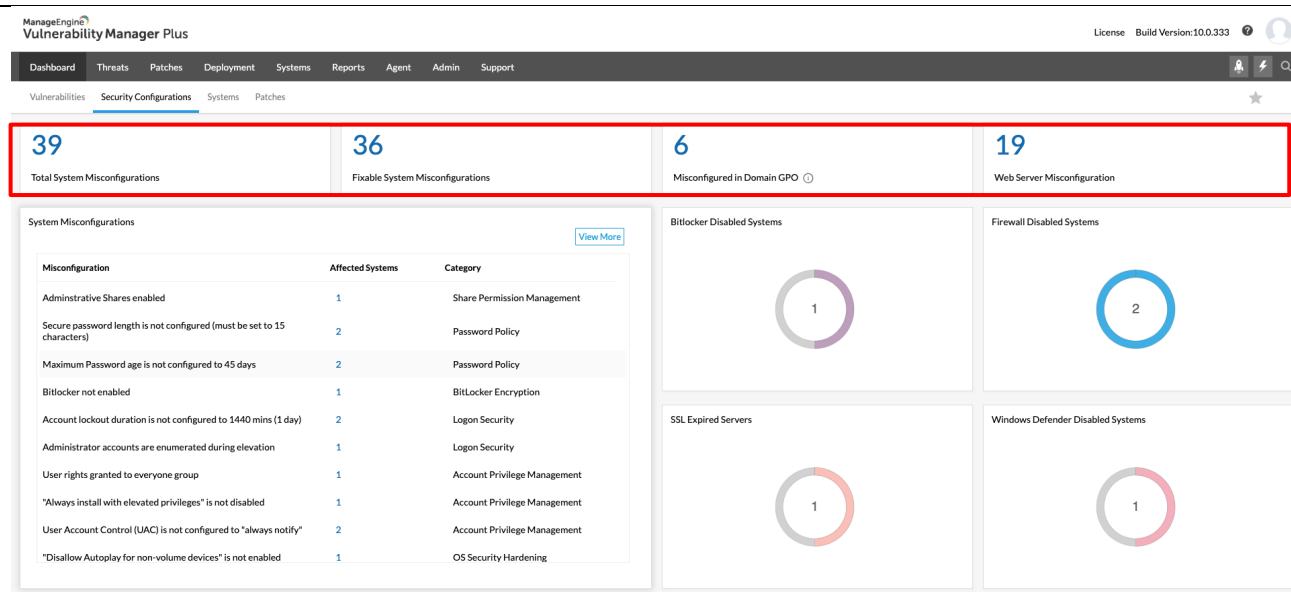 ManageEngine
Vulnerability Manager Plus
License Build Version:10.0.333 ?
Dashboard Threats Patches Deployment Systems Reports Agent Admin Support
Vulnerabilities Security Configurations Systems Patches
39
Total System Misconfigurations
36
Fixable System Misconfigurations
6
Misconfigured in Domain GPO
19
Web Server Misconfiguration
System Misconfigurations
View More
Misconfiguration Affected Systems Category
Adminstrative Shares enabled 1 Share Permission Management
Secure password length is not configured (must be set to 15
characters) 2 Password Policy
Maximum Password age is not configured to 45 days 2 Password Policy
Bitlocker not enabled 1 BitLocker Encryption
Account lockout duration is not configured to 1440 mins (1 day) 2 Logon Security
Administrator accounts are enumerated during elevation 1 Logon Security
User rights granted to everyone group 1 Account Privilege Management
"Always install with elevated privileges" is not disabled 1 Account Privilege Management
User Account Control (UAC) is not configured to "always notify" 2 Account Privilege Management
"Disallow Autoplay for non-volume devices" is not enabled 1 OS Security Hardening
Bitlocker Disabled Systems
1
Firewall Disabled Systems
2
SSL Expired Servers
1
Windows Defender Disabled Systems
1